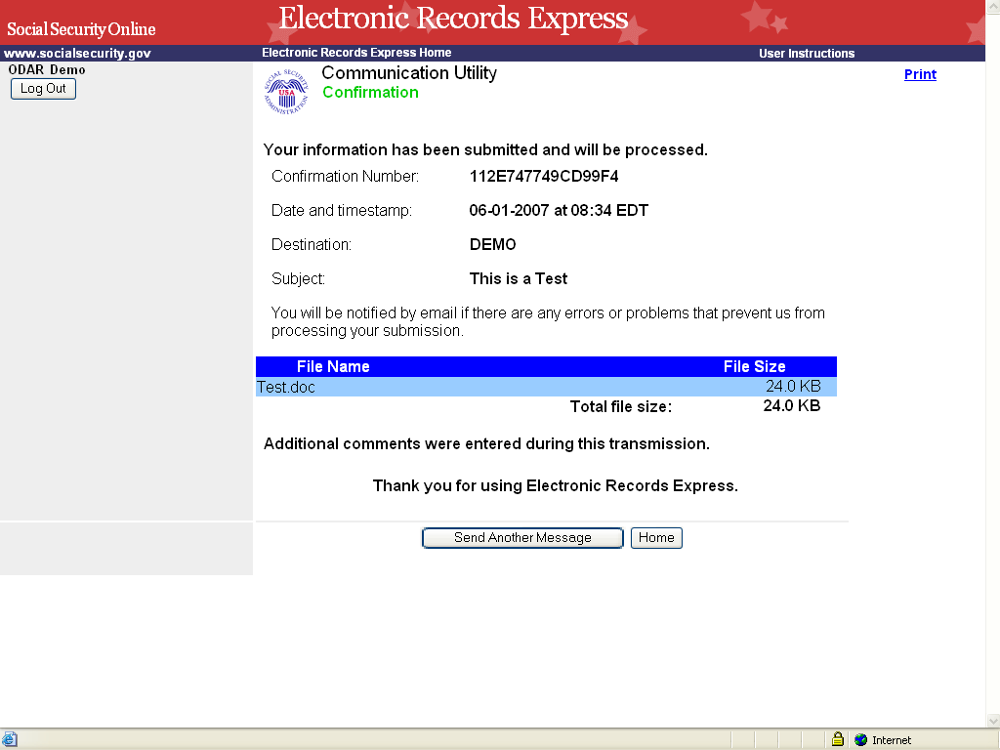 Social Security Online
Electronic Records Express
www.socialsecurity.gov
Electronic Records Express Home
User Instructions
ODAR Demo
Log Out
SOCIAL SECURITY ADMINISTRATION
USA
Communication Utility
Confirmation
Print
Your information has been submitted and will be processed.
Confirmation Number: 112E747749CD99F4
Date and timestamp: 06-01-2007 at 08:34 EDT
Destination: DEMO
Subject: This is a Test
You will be notified by email if there are any errors or problems that prevent us from
processing your submission.
File Name File Size
Test.doc 24.0 KB
Total file size: 24.0 KB
Additional comments were entered during this transmission.
Thank you for using Electronic Records Express.
Send Another Message Home
Internet